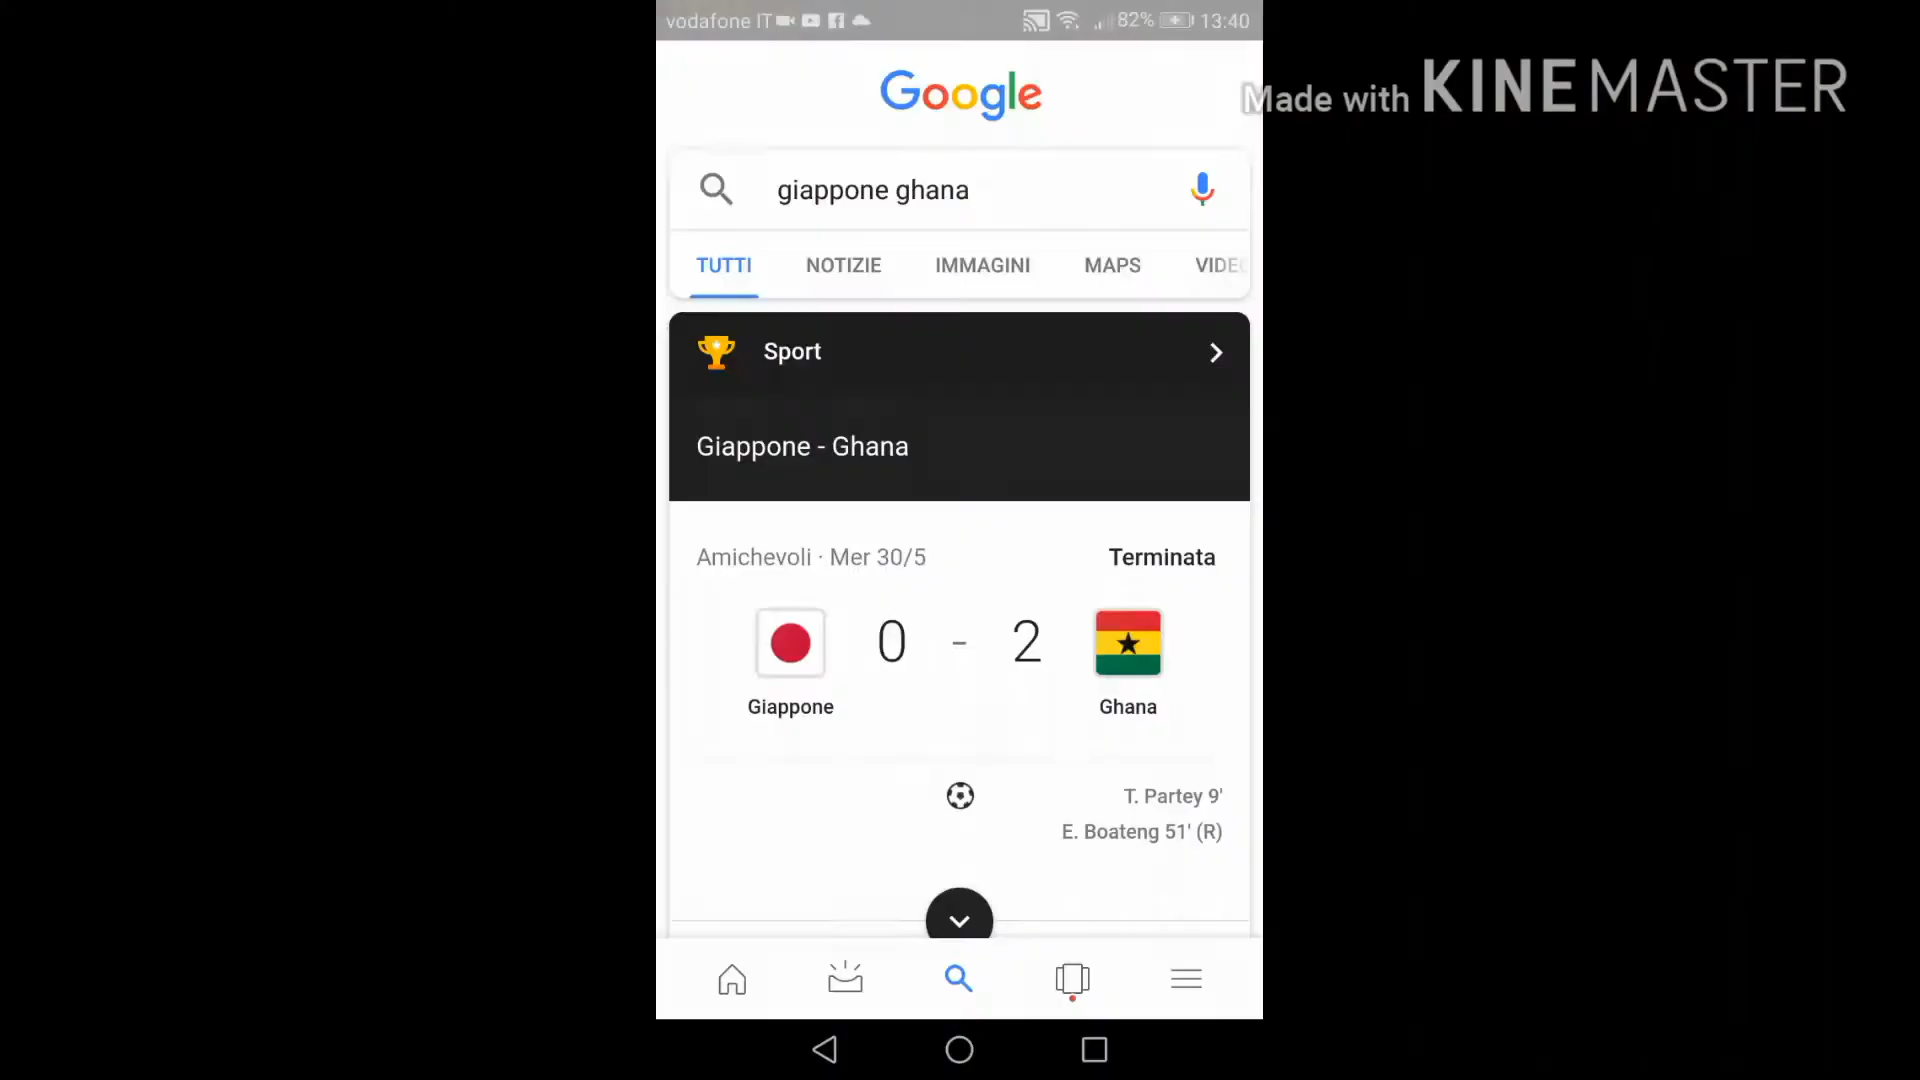 vodafone IT 82% 13:40
Google
Made with KINEMASTER
giappone ghana
TUTTI NOTIZIE IMMAGINI MAPS VIDEO
Sport
Giappone - Ghana
Amichevoli · Mer 30/5 Terminata
0 - 2
Giappone Ghana
T. Partey 9'
E. Boateng 51' (R)